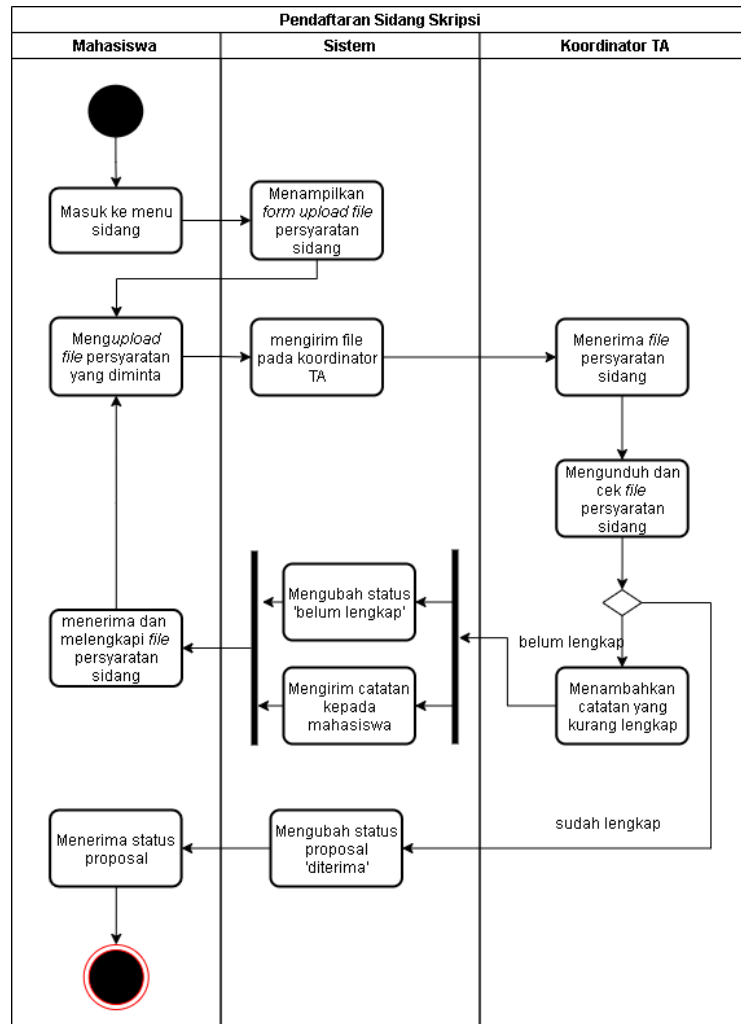 Pendaftaran Sidang Skripsi
Mahasiswa
Sistem
Koordinator TA
Masuk ke menu
sidang
Menampilkan
form upload file
persyaratan
sidang
Mengupload
file persyaratan
yang diminta
mengirim file
pada koordinator
TA
Menerima file
persyaratan
sidang
Mengunduh dan
cek file
persyaratan
sidang
Mengubah status
'belum lengkap'
belum lengkap
menerima dan
melengkapi file
persyaratan
sidang
Mengirim catatan
kepada
mahasiswa
Menambahkan
catatan yang
kurang lengkap
sudah lengkap
Menerima status
proposal
Mengubah status
proposal
'diterima'